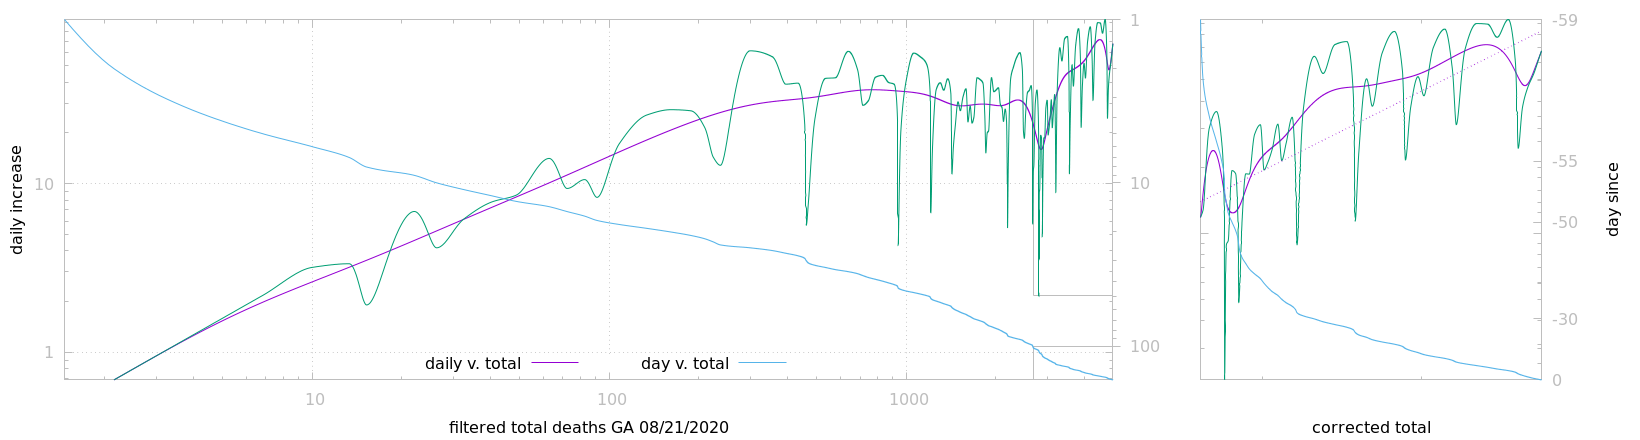 daily increase
10
1
daily v. total
day v. total
10
100
1000
filtered total deaths GA 08/21/2020
1
10
100
-59
-55
-50
-30
0
day since
corrected total